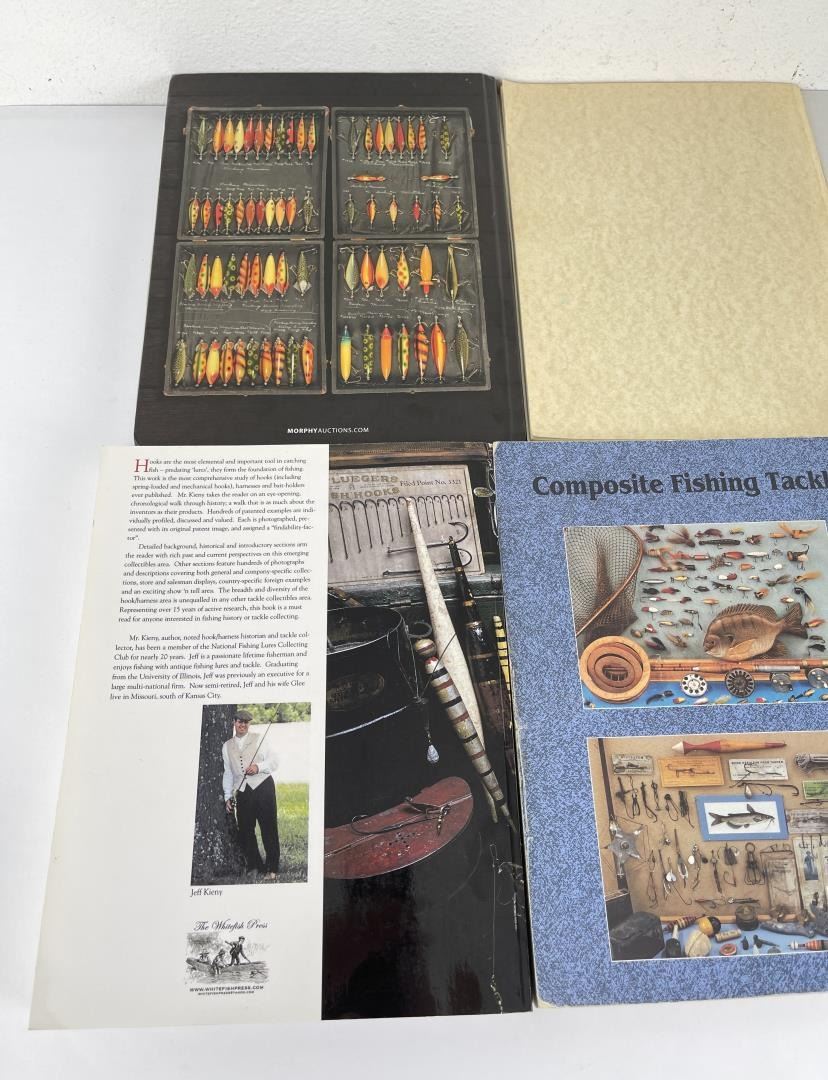 MORPHYAUCTIONS.COM
Hooks are the most elemental and important tool in catching
fish – predating 'lures', they form the foundation of fishing.
This work is the most comprehensive study of hooks (including
spring-loaded and mechanical hooks), harnesses and bait-holders
ever published. Mr. Kieny takes the reader on an eye-opening,
chronological walk through history; a walk that is as much about the
inventors as their products. Hundreds of patented examples are indi-
vidually profiled, discussed and valued. Each is photographed, pre-
sented with its original patent image, and assigned a "findability-fac-
tor".
Detailed background, historical and introductory sections arm
the reader with rich past and current perspectives on this emerging
collectibles area. Other sections feature hundreds of photographs
and descriptions covering both general and company-specific collec-
tions, store and salesman displays, country-specific foreign examples
and an exciting show 'n tell area. The breadth and diversity of the
hook/harness area is unequalled in any other tackle collectibles area.
Representing over 15 years of active research, this book is a must
read for anyone interested in fishing history or tackle collecting.
Mr. Kieny, author, noted hook/harness historian and tackle col-
lector, has been a member of the National Fishing Lures Collecting
Club for nearly 20 years. Jeff is a passionate lifetime fisherman and
enjoys fishing with antique fishing lures and tackle. Graduating
from the University of Illinois, Jeff was previously an executive for a
large multi-national firm. Now semi-retired, Jeff and his wife Glee
live in Missouri, south of Kansas City.
Jeff Kieny
The Whitefish Press
WWW.WHITEFISHPRESS.COM
LUEGERS
SH HOOKS
Filed Point No. 3321
Composite Fishing Tackl